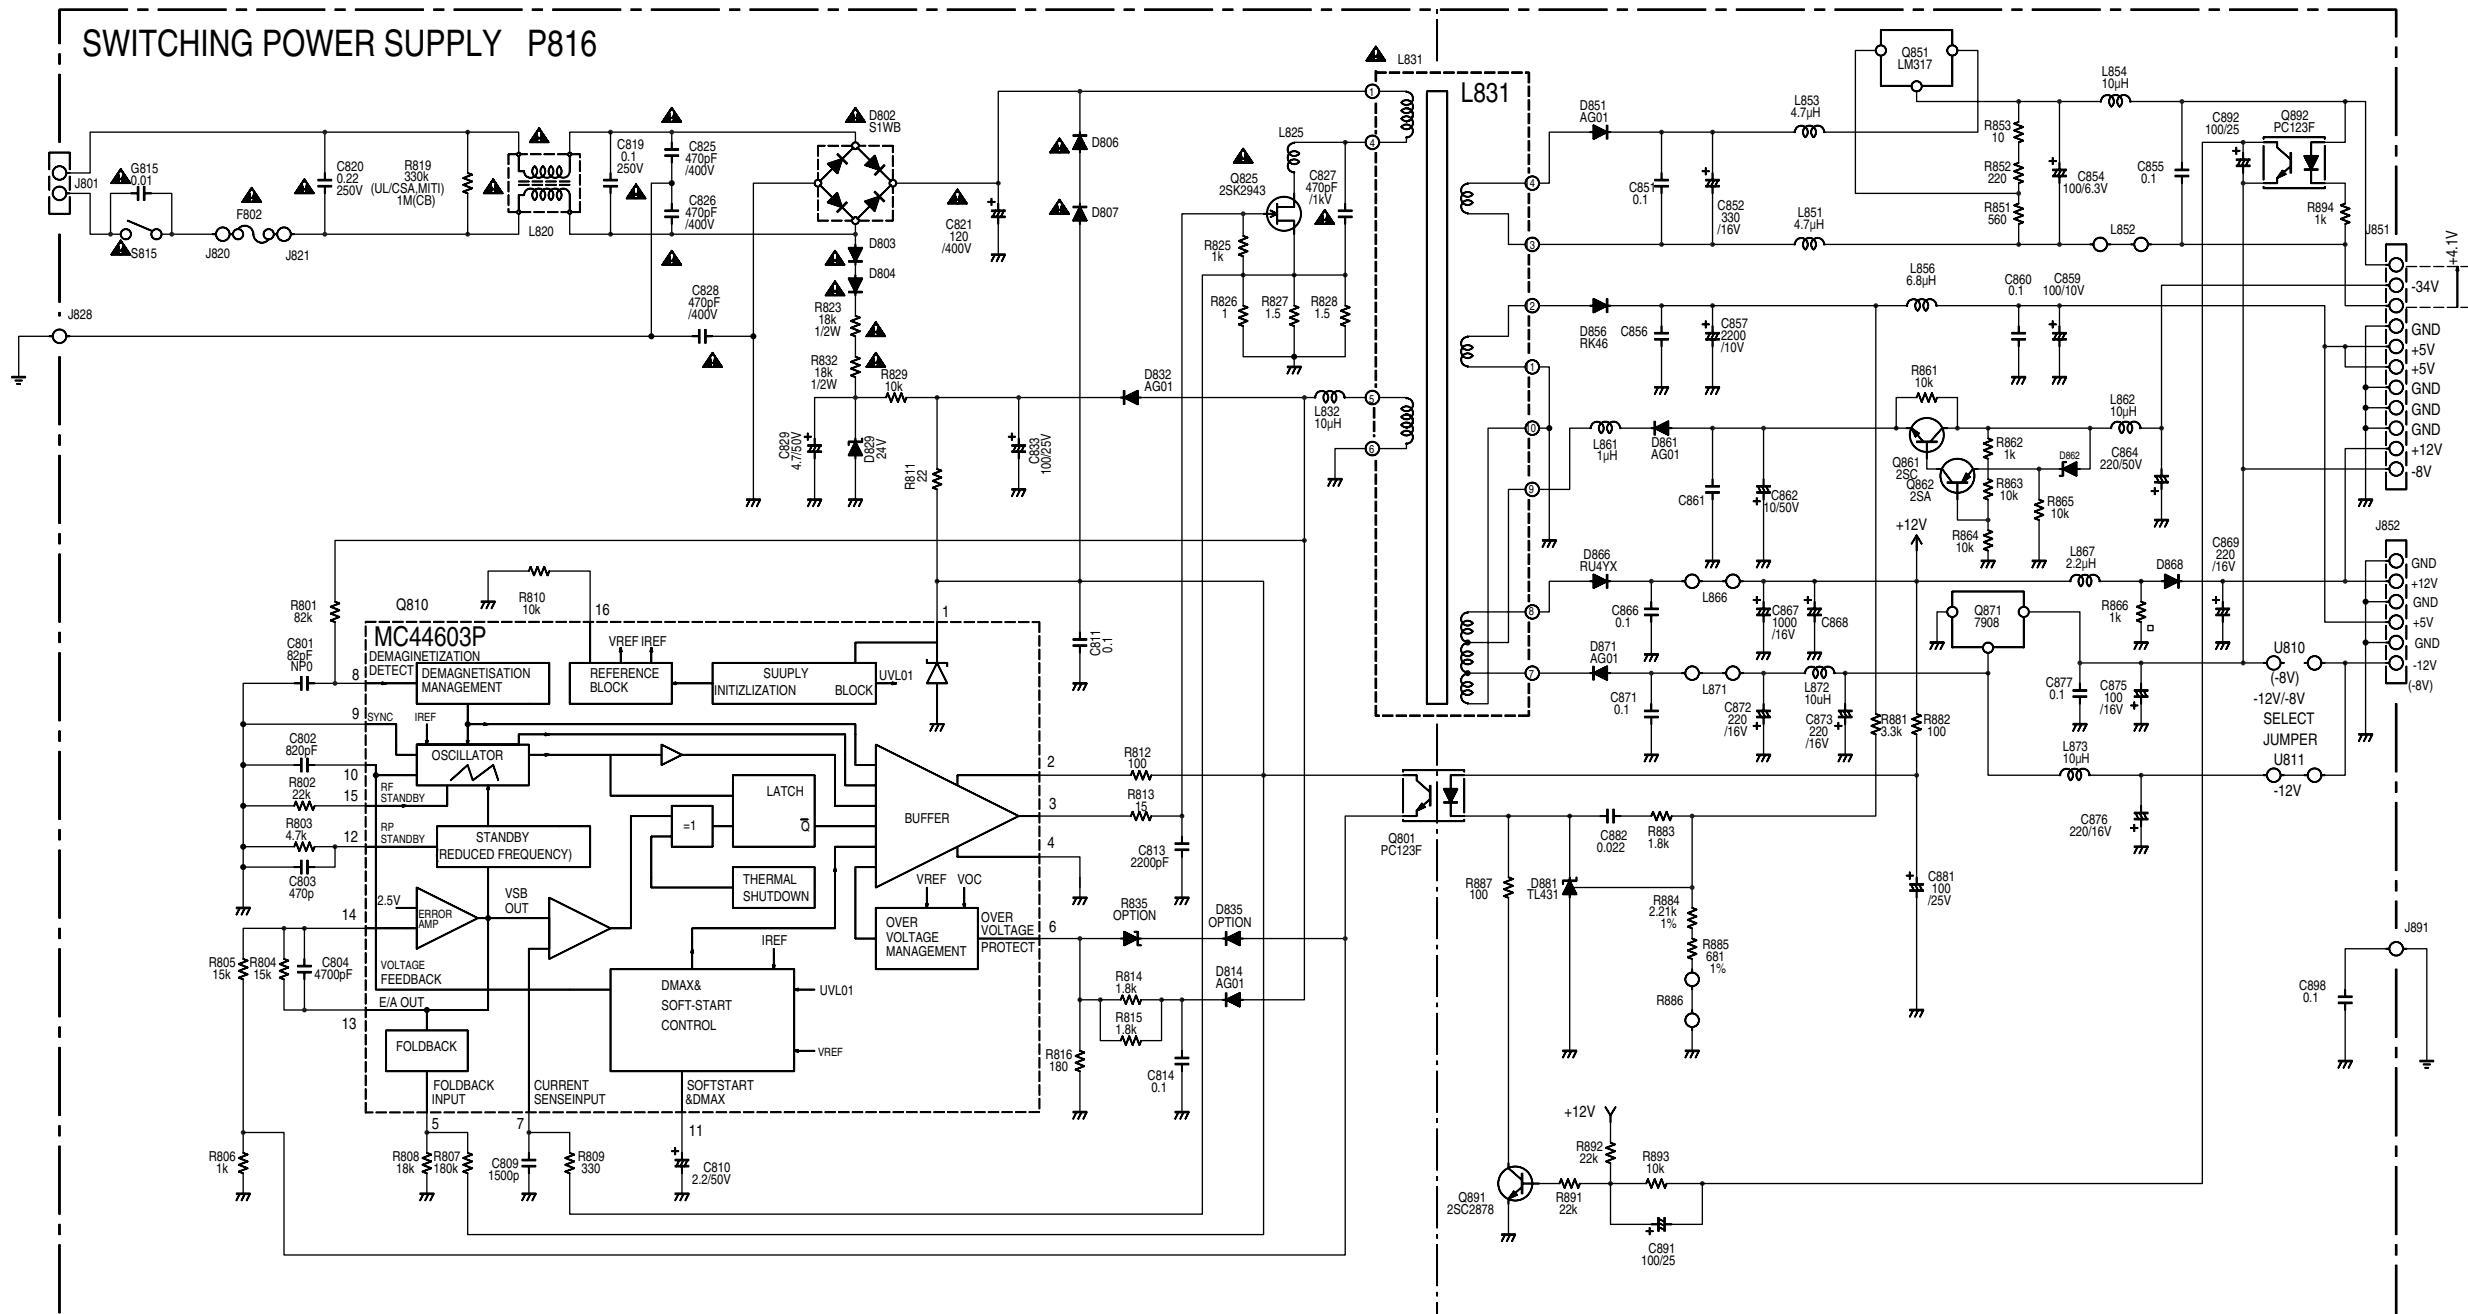 SWITCHING POWER SUPPLY P816
J801
G815
0.01
S815
F802
J820
J821
C820
0.22
250V
R819
330k
(UL/CSA,MITI)
1M(CB)
L820
C819
0.1
250V
C825
470pF
/400V
C826
470pF
/400V
D802
S1WB
C821
120
/400V
D806
D807
D803
D804
J828
C828
470pF
/400V
R823
18k
1/2W
R832
18k
1/2W
R829
10k
C829
4.7/50V
D829
24V
R811
22
C833
100/25V
D832
AG01
L825
Q825
2SK2943
C827
470pF
/1kV
R825
1k
R826
1
R827
1.5
R828
1.5
L832
10µH
L831
L831
1
4
5
6
4
3
2
1
10
9
8
7
D851
AG01
C851
0.1
C852
330
/16V
L853
4.7µH
L851
4.7µH
Q851
LM317
R853
10
R852
220
R851
560
C854
100/6.3V
L854
10µH
L852
C855
0.1
C892
100/25
Q892
PC123F
R894
1k
J851
+4.1V
-34V
GND
+5V
+5V
GND
GND
GND
+12V
-8V
D856
RK46
C856
C857
2200
/10V
L856
6.8µH
C860
0.1
C859
100/10V
R861
10k
L861
1µH
D861
AG01
C861
C862
10/50V
Q861
2SC
Q862
2SA
R862
1k
R863
10k
R864
10k
D862
R865
10k
L862
10µH
C864
220/50V
+12V
D866
RU4YX
C866
0.1
L866
C867
1000
/16V
C868
L867
2.2µH
D868
R866
1k
C869
220
/16V
J852
GND
+12V
GND
+5V
GND
-12V
(-8V)
Q871
7908
D871
AG01
C871
0.1
L871
C872
220
/16V
L872
10uH
C873
220
/16V
R881
3.3k
R882
100
C877
0.1
C875
100
/16V
U810
(-8V)
-12V/-8V
SELECT
JUMPER
U811
-12V
L873
10µH
C876
220/16V
R801
82k
C801
82pF
NP0
R810
10k
Q810
MC44603P
16
1
C811
0.1
DEMAGINETIZATION
DETECT
8
DEMAGNETISATION
MANAGEMENT
VREF IREF
REFERENCE
BLOCK
SUUPLY
INITIZLIZATION BLOCK
UVL01
9 SYNC
IREF
C802
820pF
10
OSCILLATOR
R802
22k
15
RF
STANDBY
R803
4.7k
12
RP
STANDBY
STANDBY
(REDUCED FREQUENCY)
C803
470p
LATCH
Q
=1
THERMAL
SHUTDOWN
BUFFER
2
3
4
R812
100
R813
15
C813
2200pF
VREF VOC
2.5V
14
ERROR
AMP
VSB
OUT
OVER
VOLTAGE
MANAGEMENT
OVER
VOLTAGE
PROTECT
6
R835
OPTION
D835
OPTION
R805
15k
R804
15k
C804
4700pF
VOLTAGE
FEEDBACK
E/A OUT
13
IREF
DMAX&
SOFT-START
CONTROL
UVL01
VREF
FOLDBACK
R814
1.8k
R815
1.8k
D814
AG01
R816
180
C814
0.1
FOLDBACK
INPUT
CURRENT
SENSEINPUT
SOFTSTART
&DMAX
5
7
11
R806
1k
R808
18k
R807
180k
C809
1500p
R809
330
C810
2.2/50V
Q801
PC123F
C882
0.022
R883
1.8k
R887
100
D881
TL431
R884
2.21k
1%
R885
681
1%
R886
C881
100
/25V
J891
C898
0.1
+12V
R892
22k
R893
10k
Q891
2SC2878
R891
22k
C891
100/25